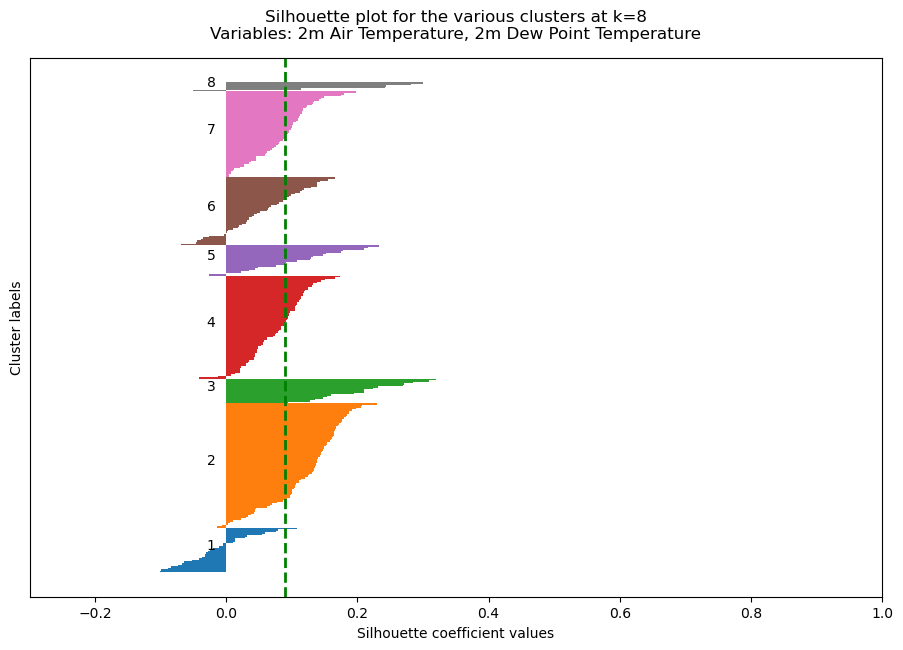 Silhouette plot for the various clusters at k=8
Variables: 2m Air Temperature, 2m Dew Point Temperature
8
7
6
5
4
3
2
1
Cluster labels
−0.2 0.0 0.2 0.4 0.6 0.8 1.0
Silhouette coefficient values